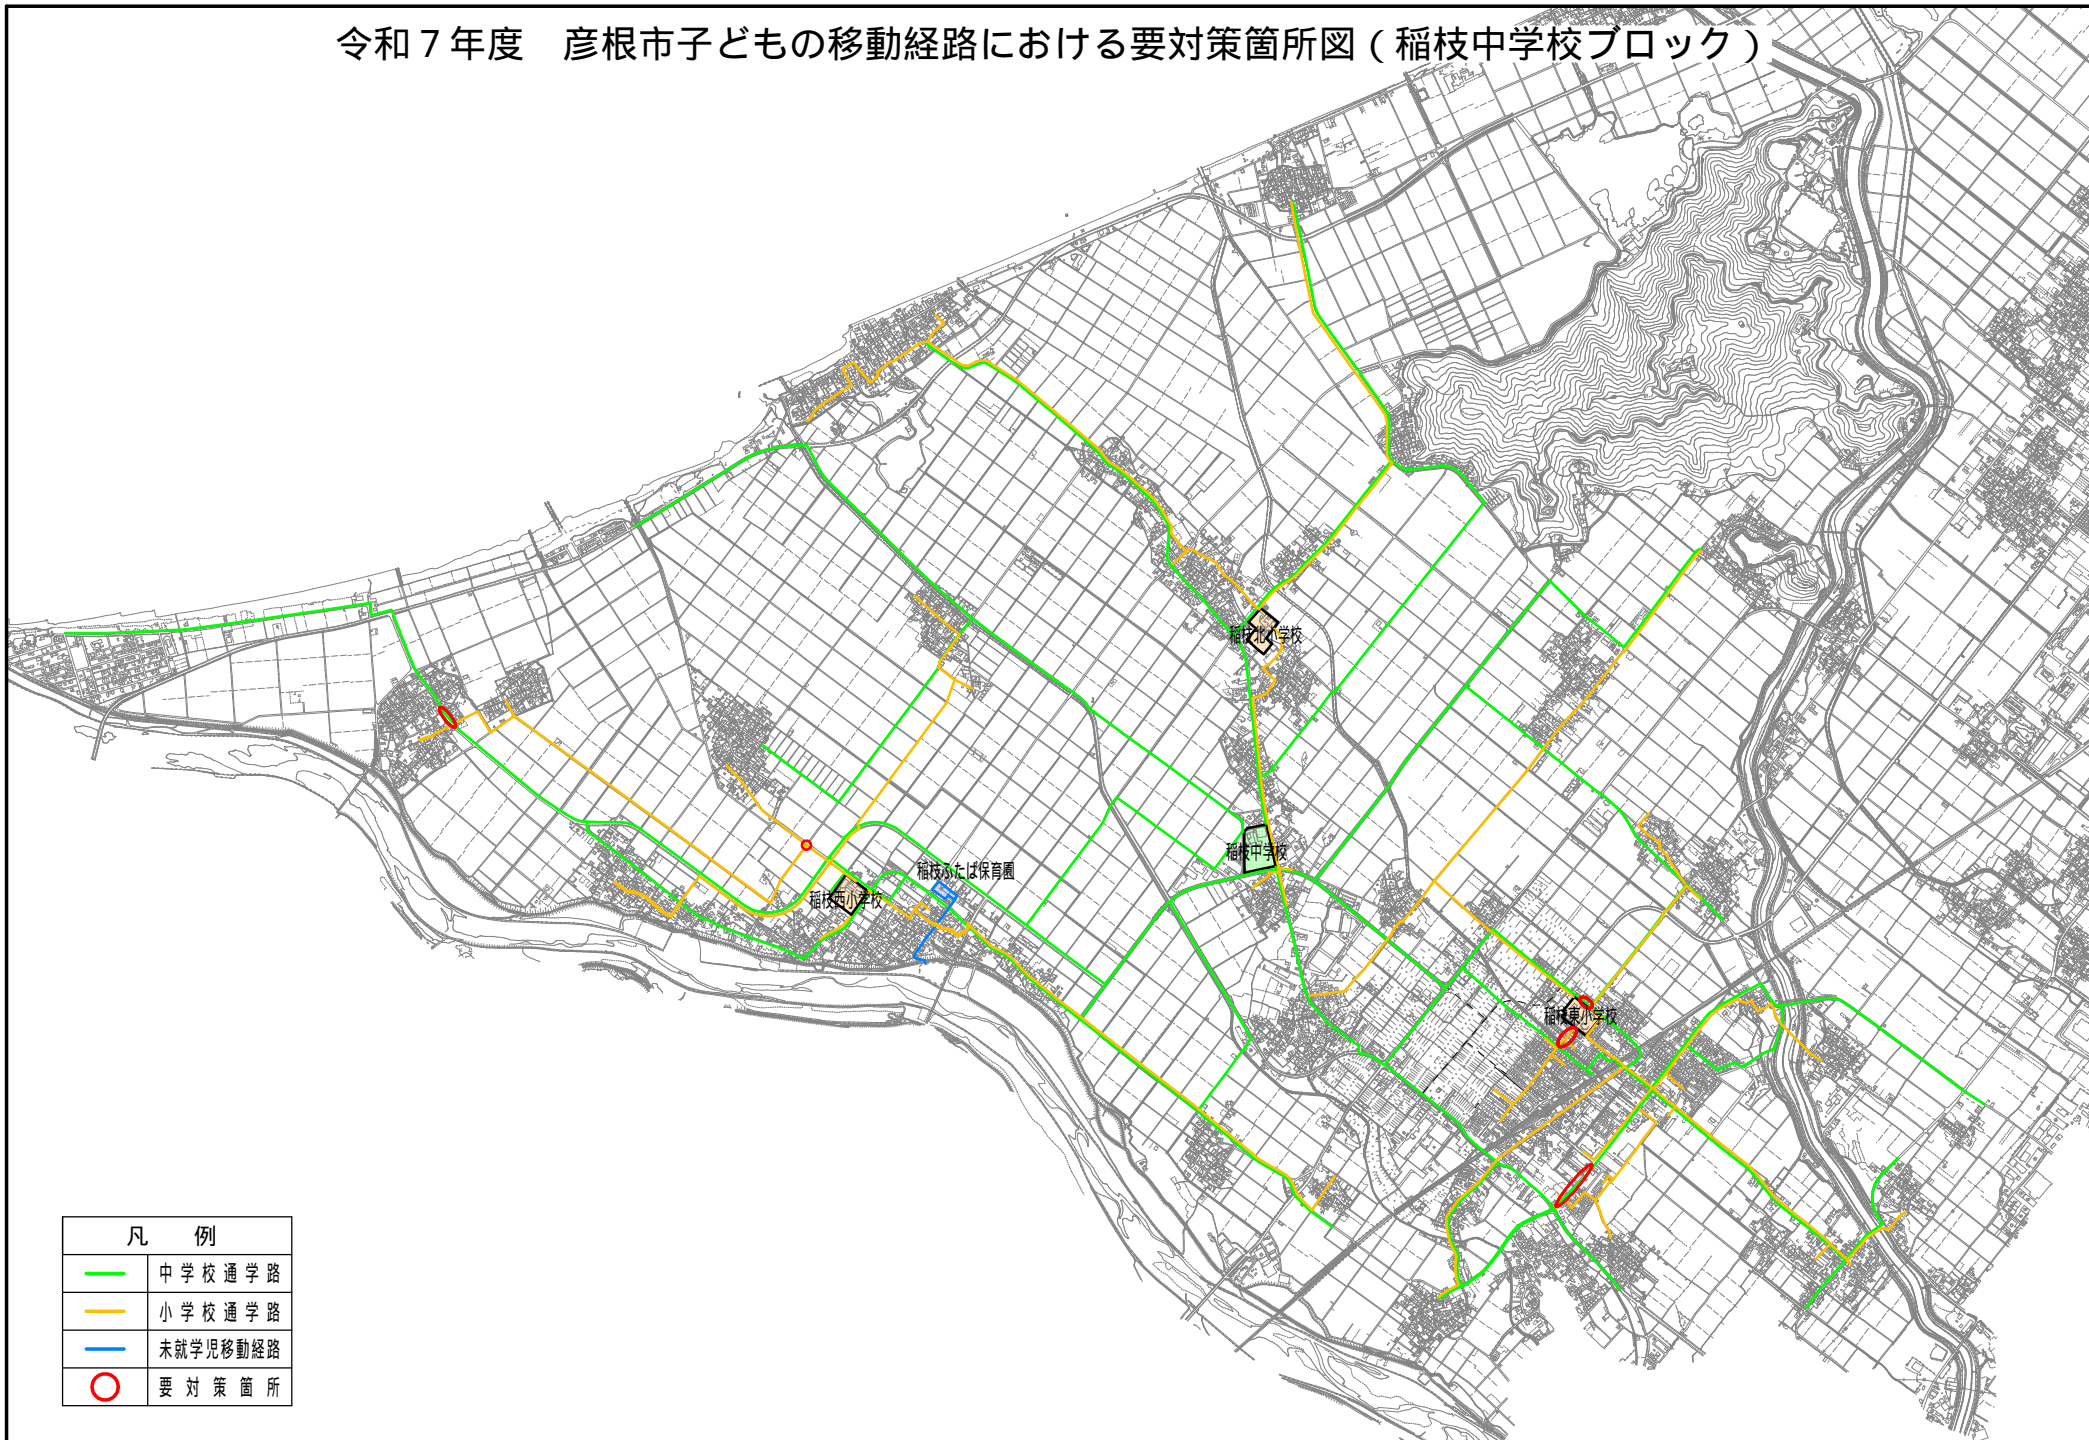 令和７年度　彦根市子どもの移動経路における要対策箇所図（稲枝中学校ブロック）
稲枝北小学校
稲枝中学校
稲枝ふたば保育園
稲枝西小学校
稲枝東小学校
凡　例
中学校通学路
小学校通学路
未就学児移動経路
要対策箇所